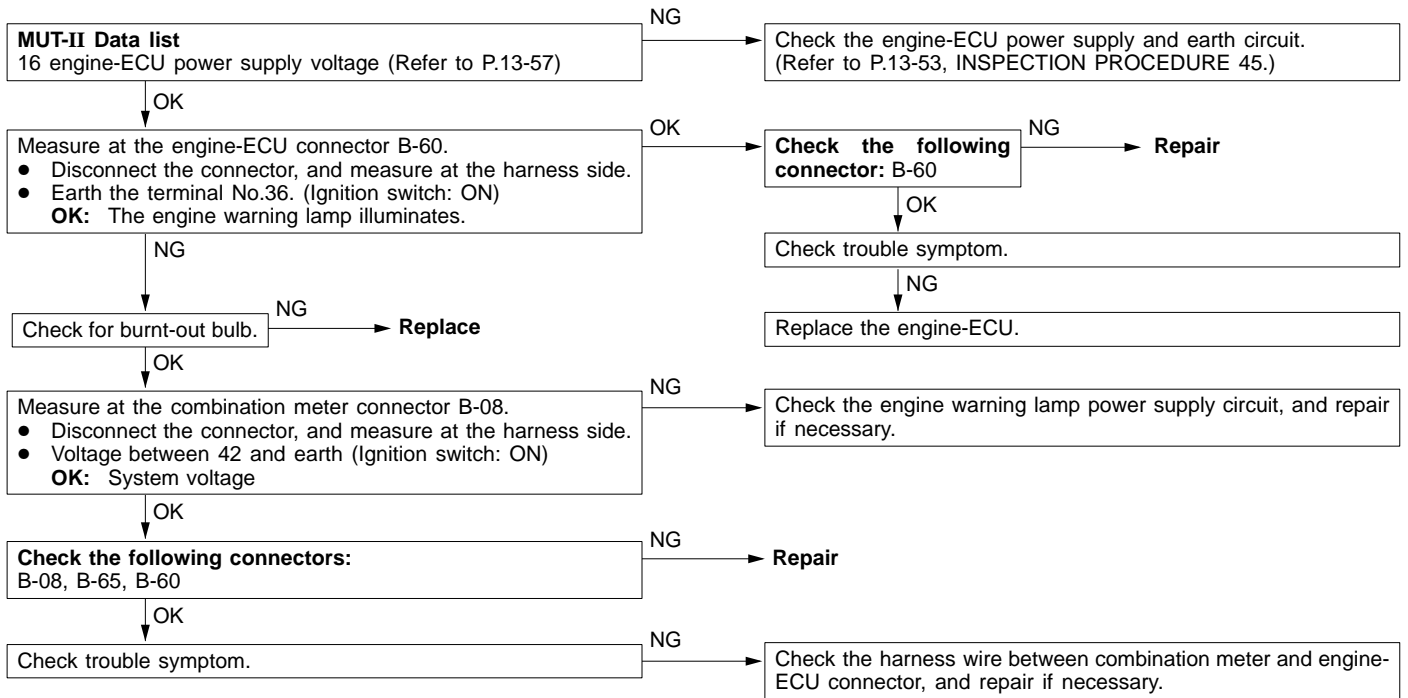 MUT-II Data list
16 engine-ECU power supply voltage (Refer to P.13-57)
NG
Check the engine-ECU power supply and earth circuit.
(Refer to P.13-53, INSPECTION PROCEDURE 45.)
OK
Measure at the engine-ECU connector B-60.
● Disconnect the connector, and measure at the harness side.
● Earth the terminal No.36. (Ignition switch: ON)
OK: The engine warning lamp illuminates.
OK
Check the following
connector: B-60
NG
Repair
OK
Check trouble symptom.
NG
Replace the engine-ECU.
NG
Check for burnt-out bulb.
NG
Replace
OK
Measure at the combination meter connector B-08.
● Disconnect the connector, and measure at the harness side.
● Voltage between 42 and earth (Ignition switch: ON)
OK: System voltage
NG
Check the engine warning lamp power supply circuit, and repair
if necessary.
OK
Check the following connectors:
B-08, B-65, B-60
NG
Repair
OK
Check trouble symptom.
NG
Check the harness wire between combination meter and engine-
ECU connector, and repair if necessary.